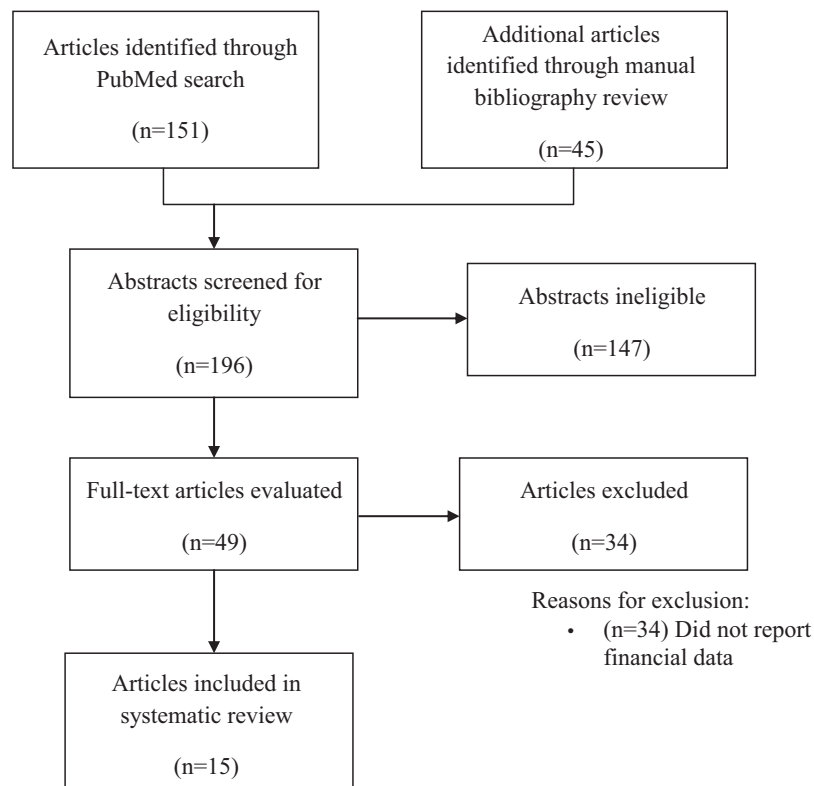 Articles identified through
PubMed search
(n=151)
Additional articles
identified through manual
bibliography review
(n=45)
Abstracts screened for
eligibility
(n=196)
Abstracts ineligible
(n=147)
Full-text articles evaluated
(n=49)
Articles excluded
(n=34)
Reasons for exclusion:
• (n=34) Did not report
financial data
Articles included in
systematic review
(n=15)